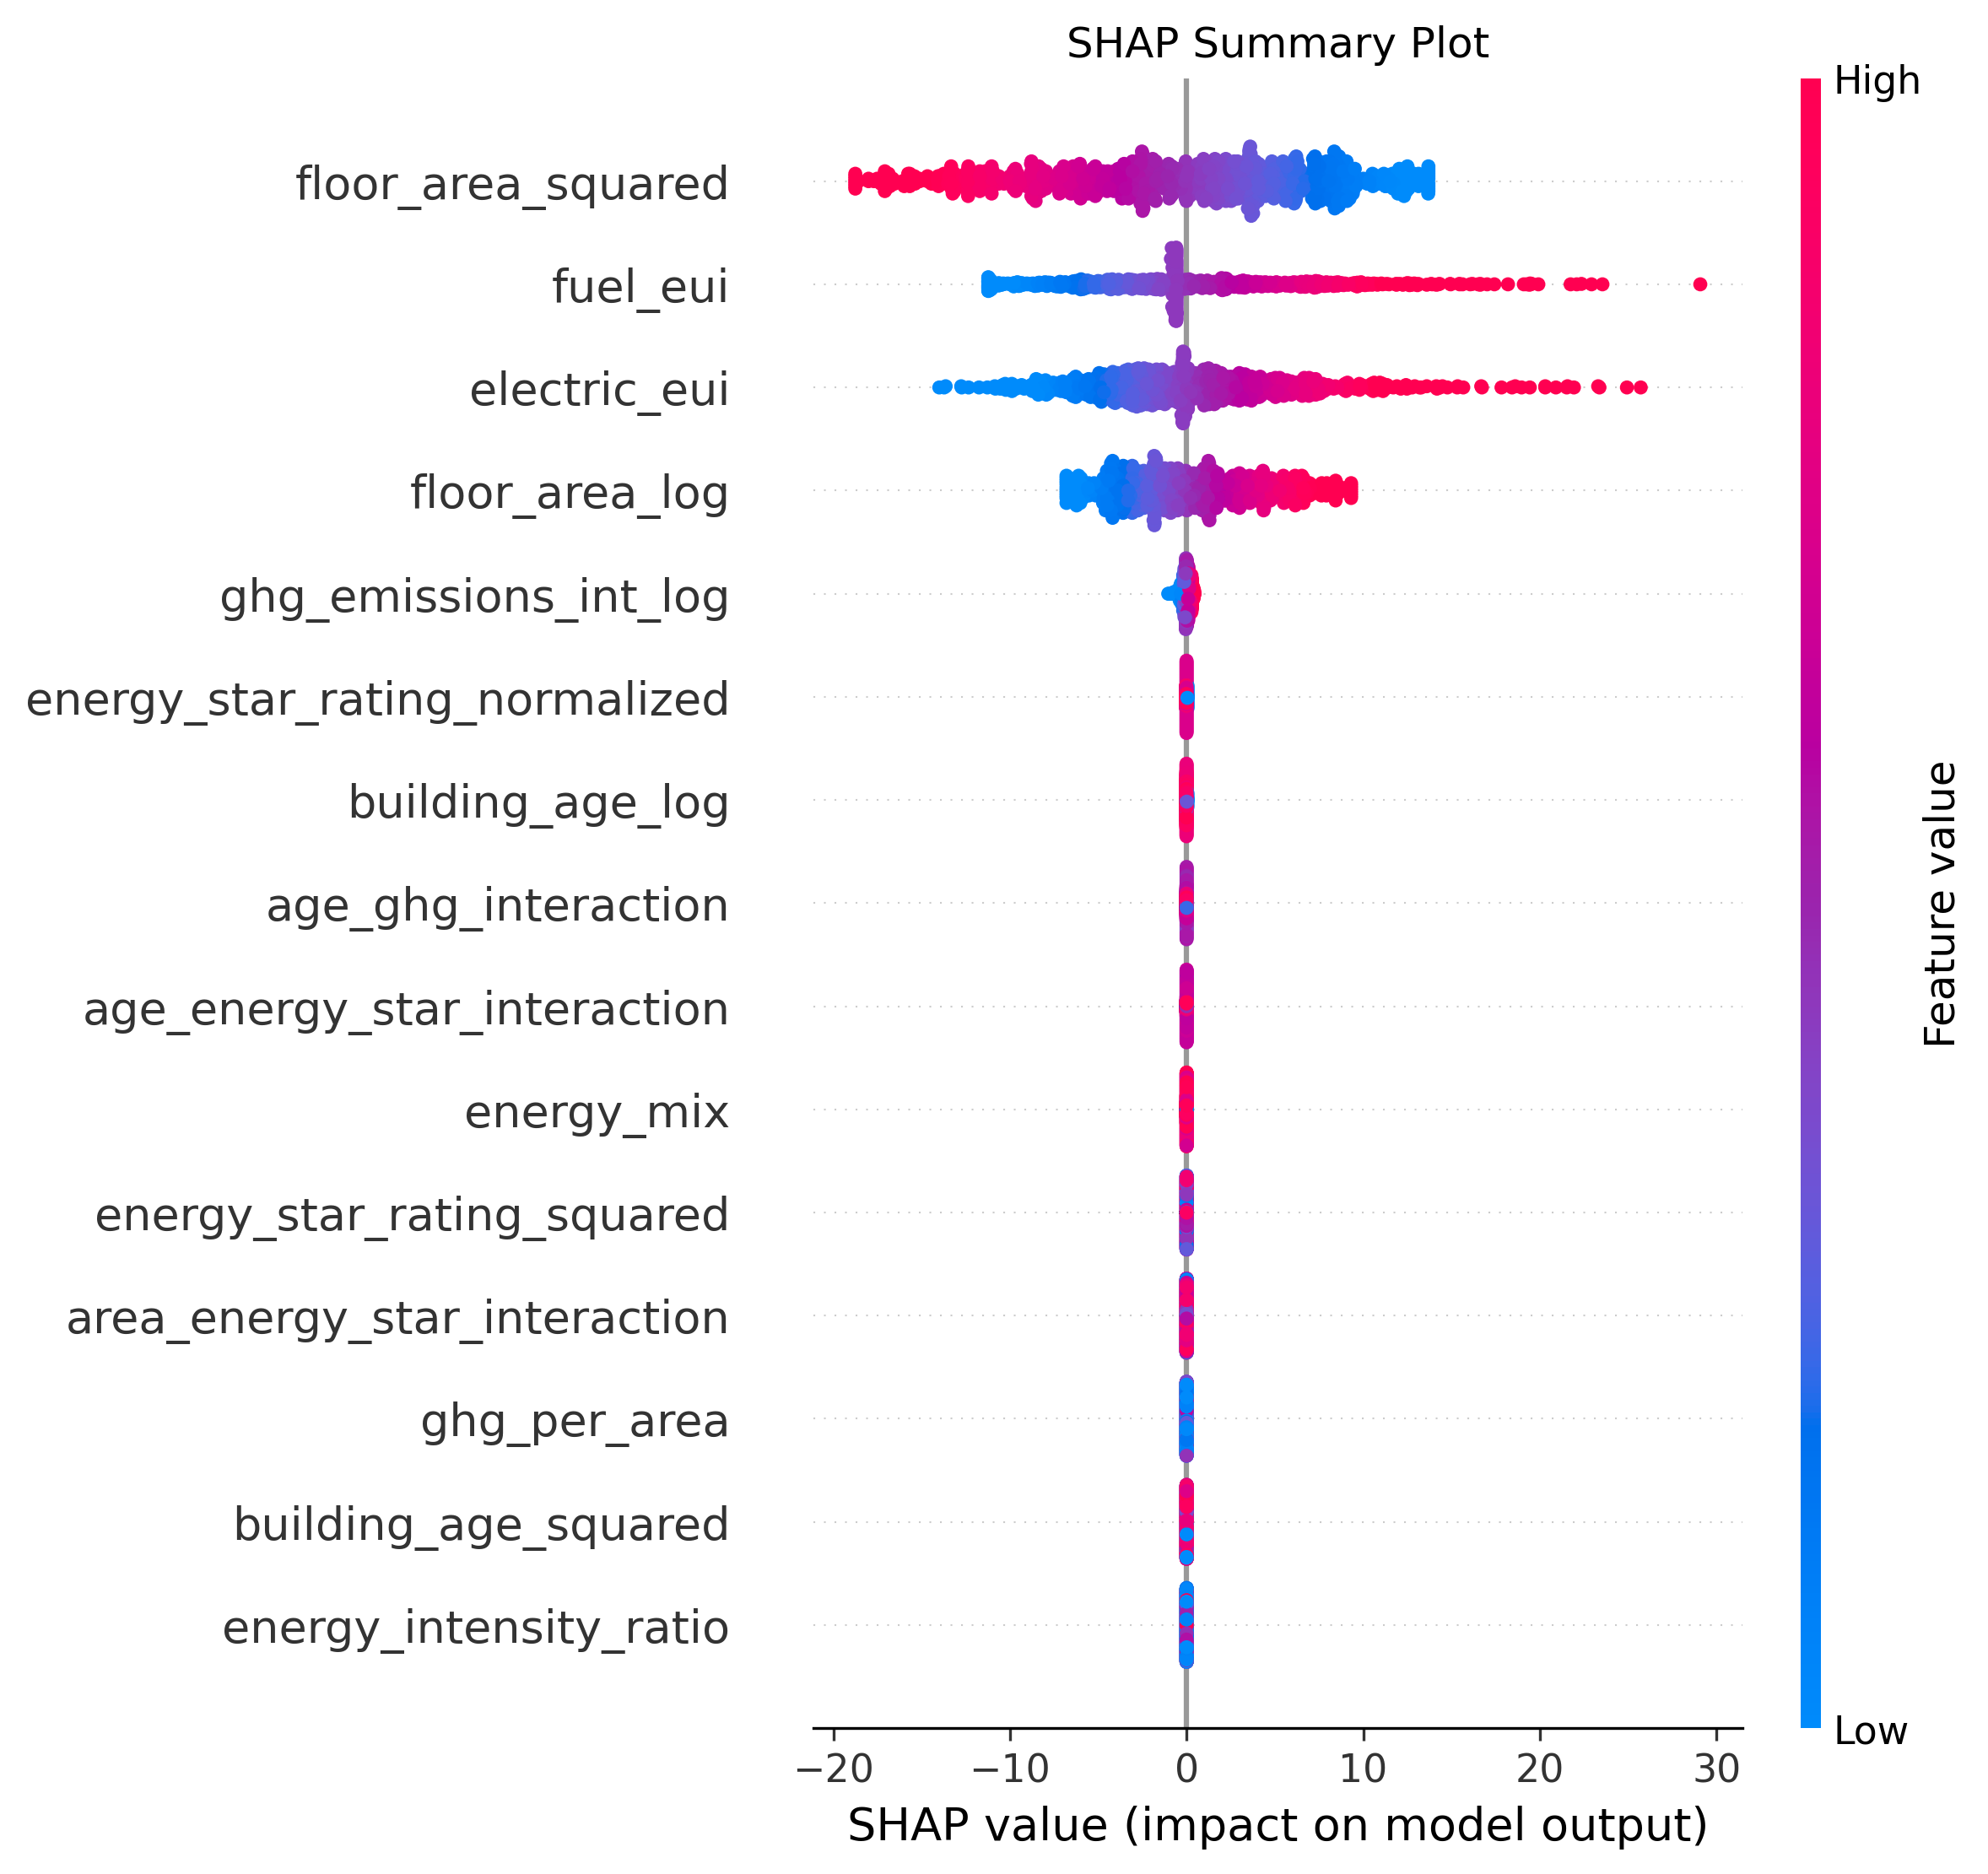 SHAP Summary Plot
High
floor_area_squared
fuel_eui
electric_eui
floor_area_log
ghg_emissions_int_log
energy_star_rating_normalized
building_age_log
age_ghg_interaction
age_energy_star_interaction
energy_mix
energy_star_rating_squared
area_energy_star_interaction
ghg_per_area
building_age_squared
energy_intensity_ratio
Feature value
Low
−20 −10 0 10 20 30
SHAP value (impact on model output)